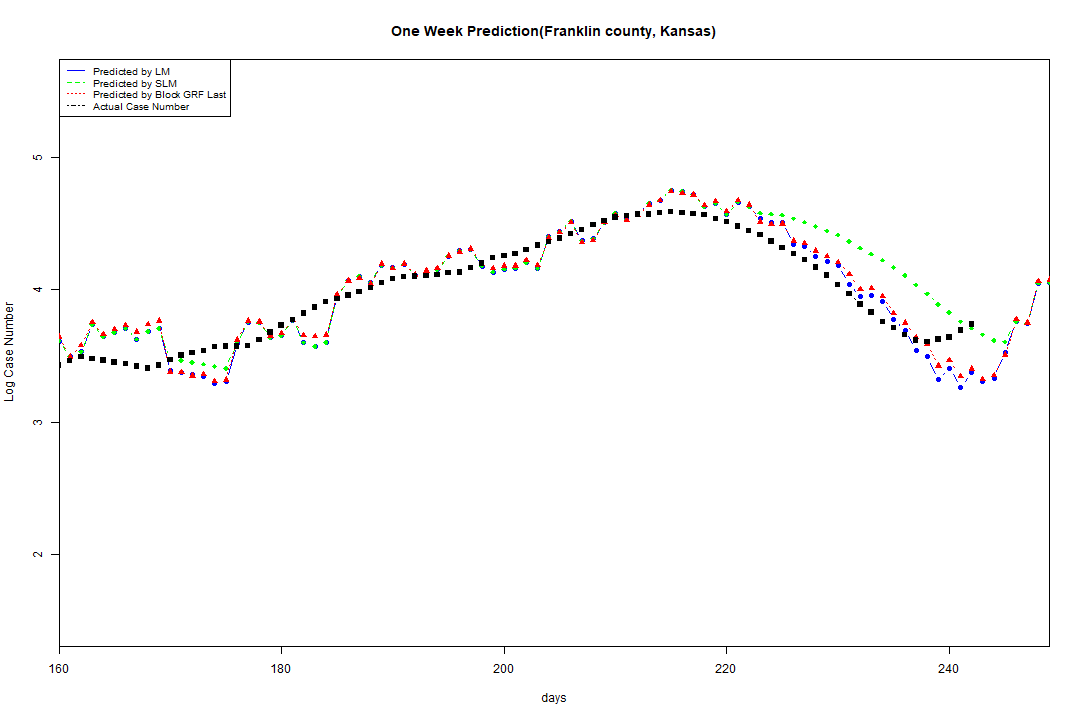 One Week Prediction(Franklin county, Kansas)
Predicted by LM
Predicted by SLM
Predicted by Block GRF Last
Actual Case Number
5
4
3
2
Log Case Number
160 180 200 220 240
days